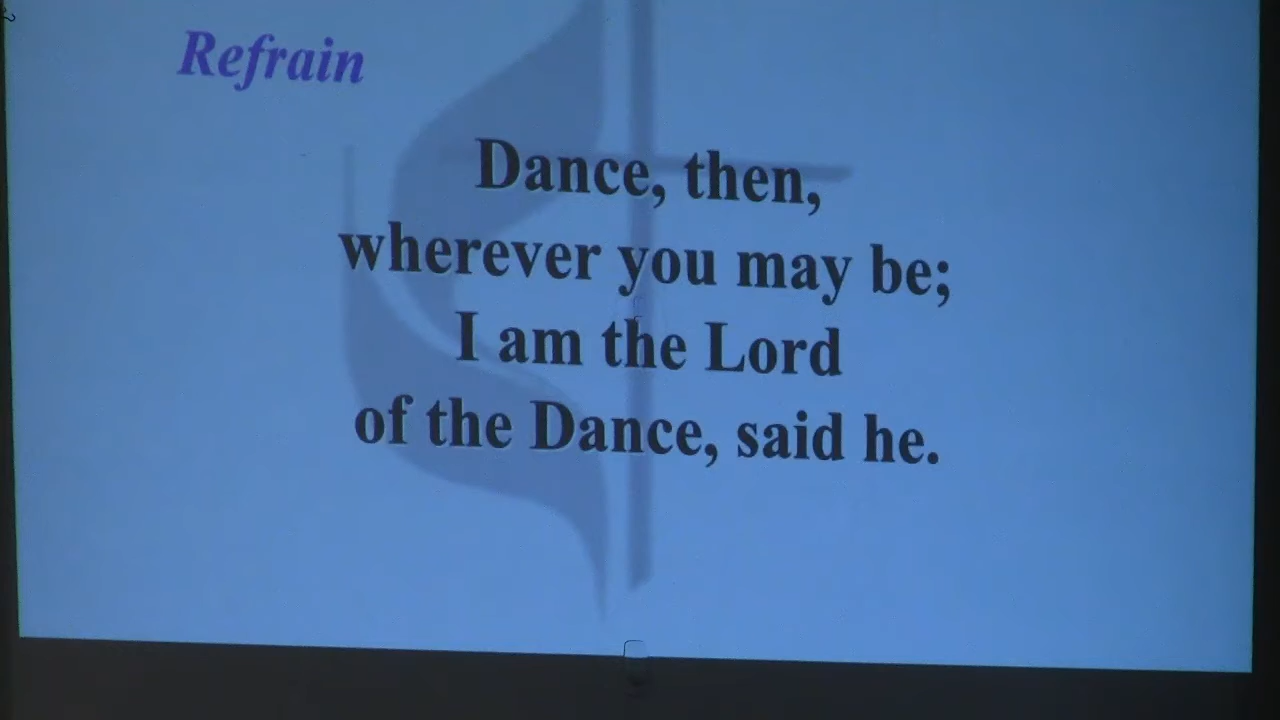 Refrain
Dance, then,
wherever you may be;
I am the Lord
of the Dance, said he.